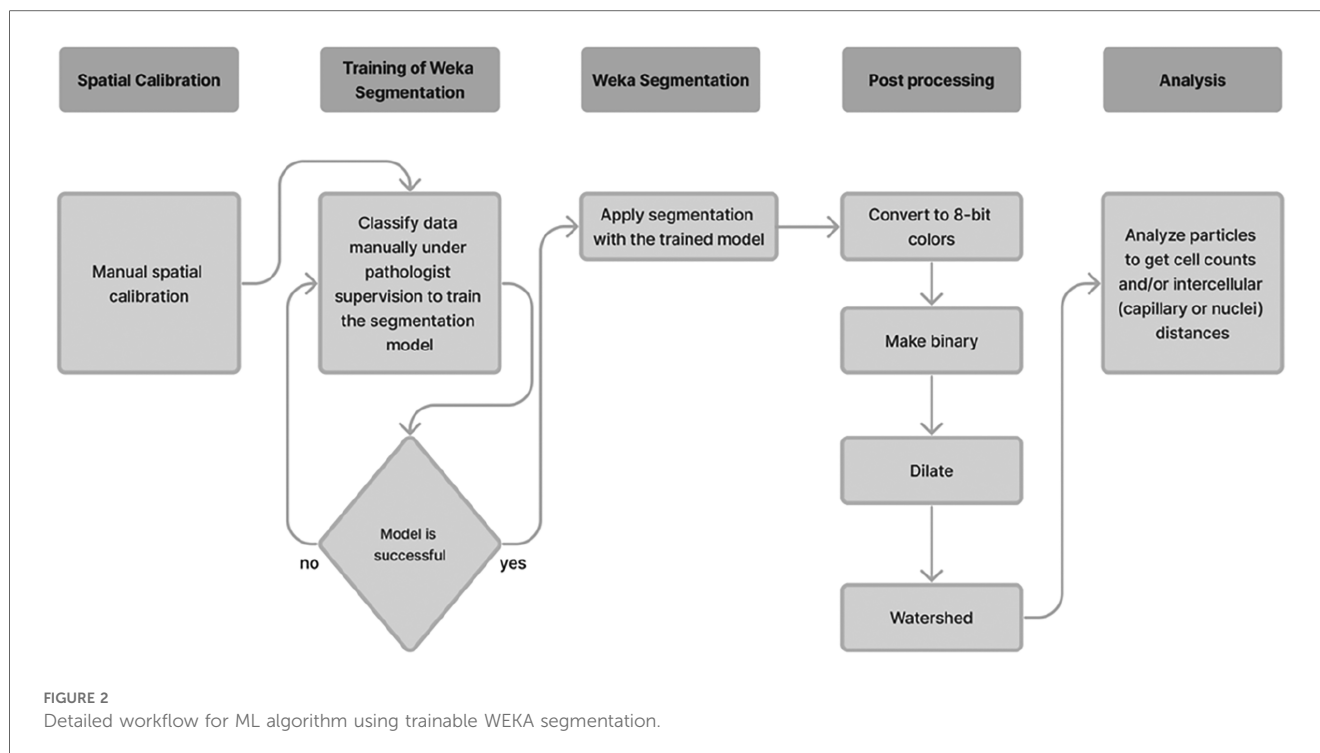 Spatial Calibration
Training of Weka
Segmentation
Weka Segmentation
Post processing
Analysis
Manual spatial
calibration
Classify data
manually under
pathologist
supervision to train
the segmentation
model
Model is
successful
no
yes
Apply segmentation
with the trained model
Convert to 8-bit
colors
Make binary
Dilate
Watershed
Analyze particles
to get cell counts
and/or intercellular
(capillary or nuclei)
distances
FIGURE 2
Detailed workflow for ML algorithm using trainable WEKA segmentation.